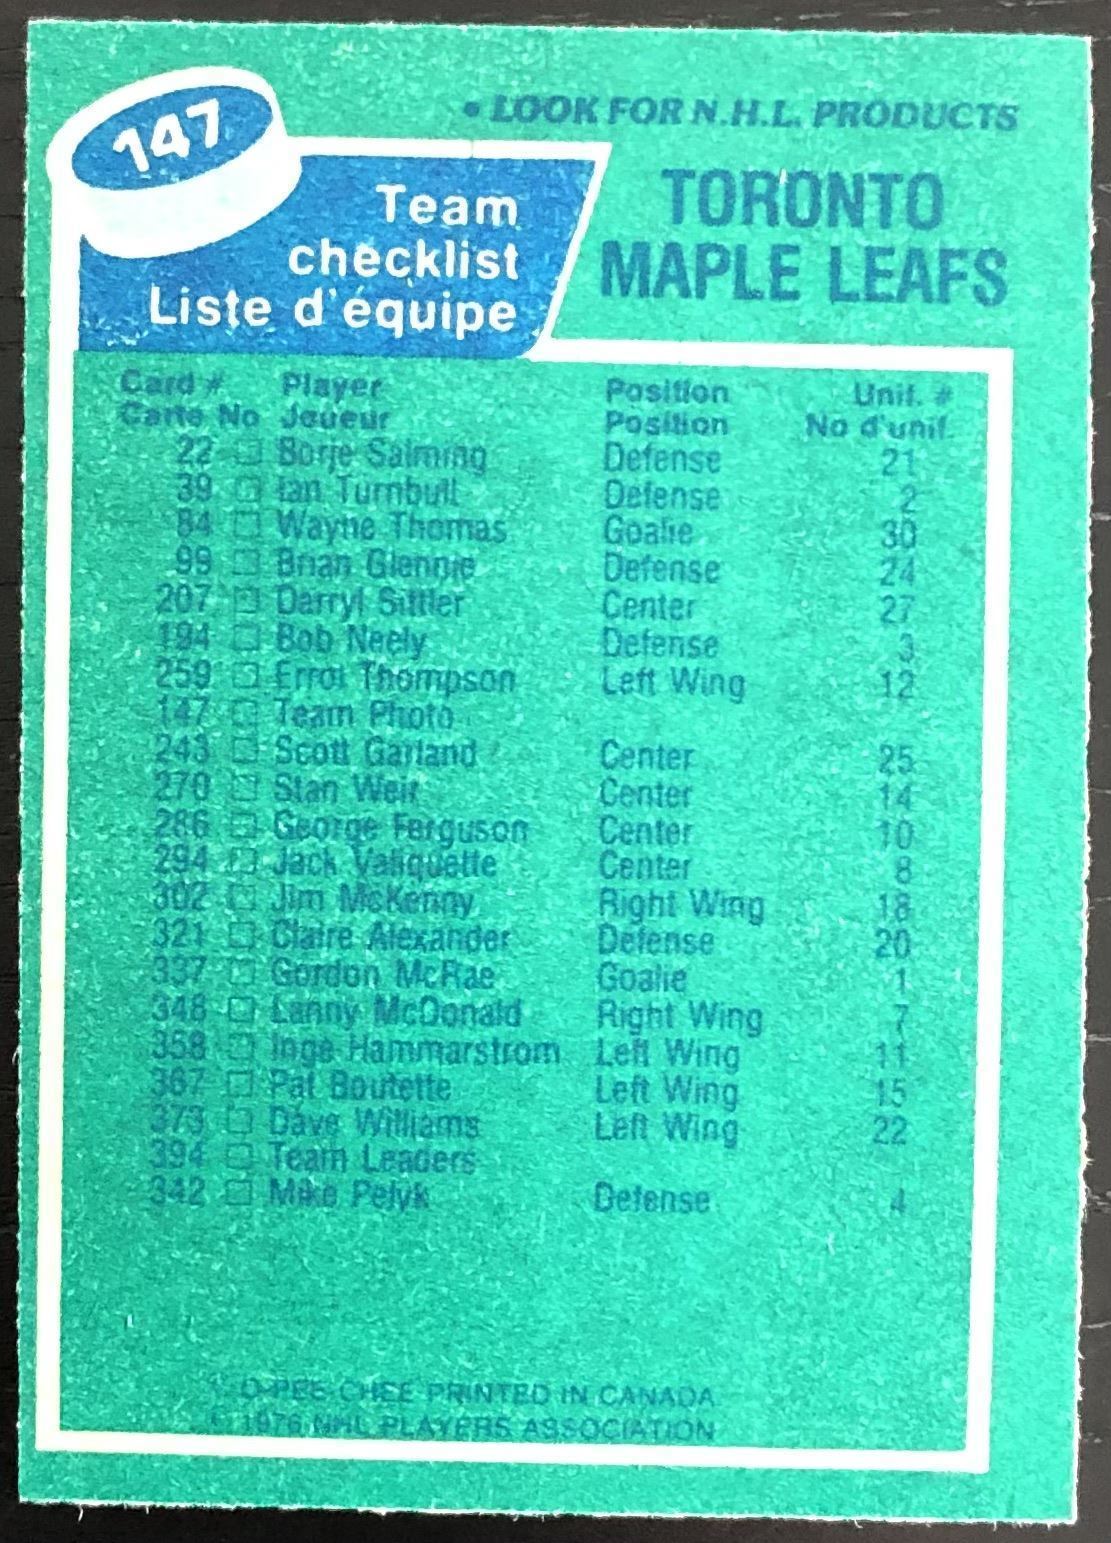 147
• LOOK FOR N.H.L. PRODUCTS
Team
checklist
Liste d'équipe
TORONTO
MAPLE LEAFS
Card # Player Position Unif. #
Carte No Joueur Position No d'unif.
22 Borje Salming Defense 21
39 Ian Turnbull Defense 2
84 Wayne Thomas Goalie 30
99 Brian Glennie Defense 24
207 Darryl Sittler Center 27
194 Bob Neely Defense 3
259 Errol Thompson Left Wing 12
147 Team Photo
243 Scott Garland Center 25
270 Stan Weir Center 14
286 George Ferguson Center 10
294 Jack Valiquette Center 8
302 Jim McKenny Right Wing 18
321 Claire Alexander Defense 20
337 Gordon McRae Goalie 1
348 Lanny McDonald Right Wing 7
358 Inge Hammarstrom Left Wing 11
367 Pat Boutette Left Wing 15
373 Dave Williams Left Wing 22
394 Team Leaders
342 Mike Pelyk Defense 4
© O-PEE-CHEE PRINTED IN CANADA
© 1976 NHL PLAYERS ASSOCIATION